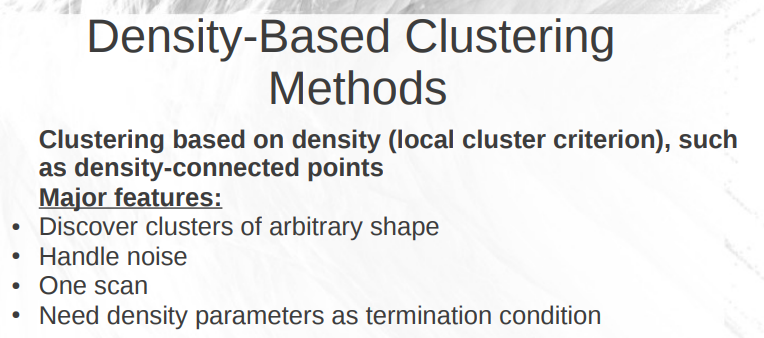 Density-Based Clustering
Methods
Clustering based on density (local cluster criterion), such
as density-connected points
Major features:
• Discover clusters of arbitrary shape
• Handle noise
• One scan
• Need density parameters as termination condition